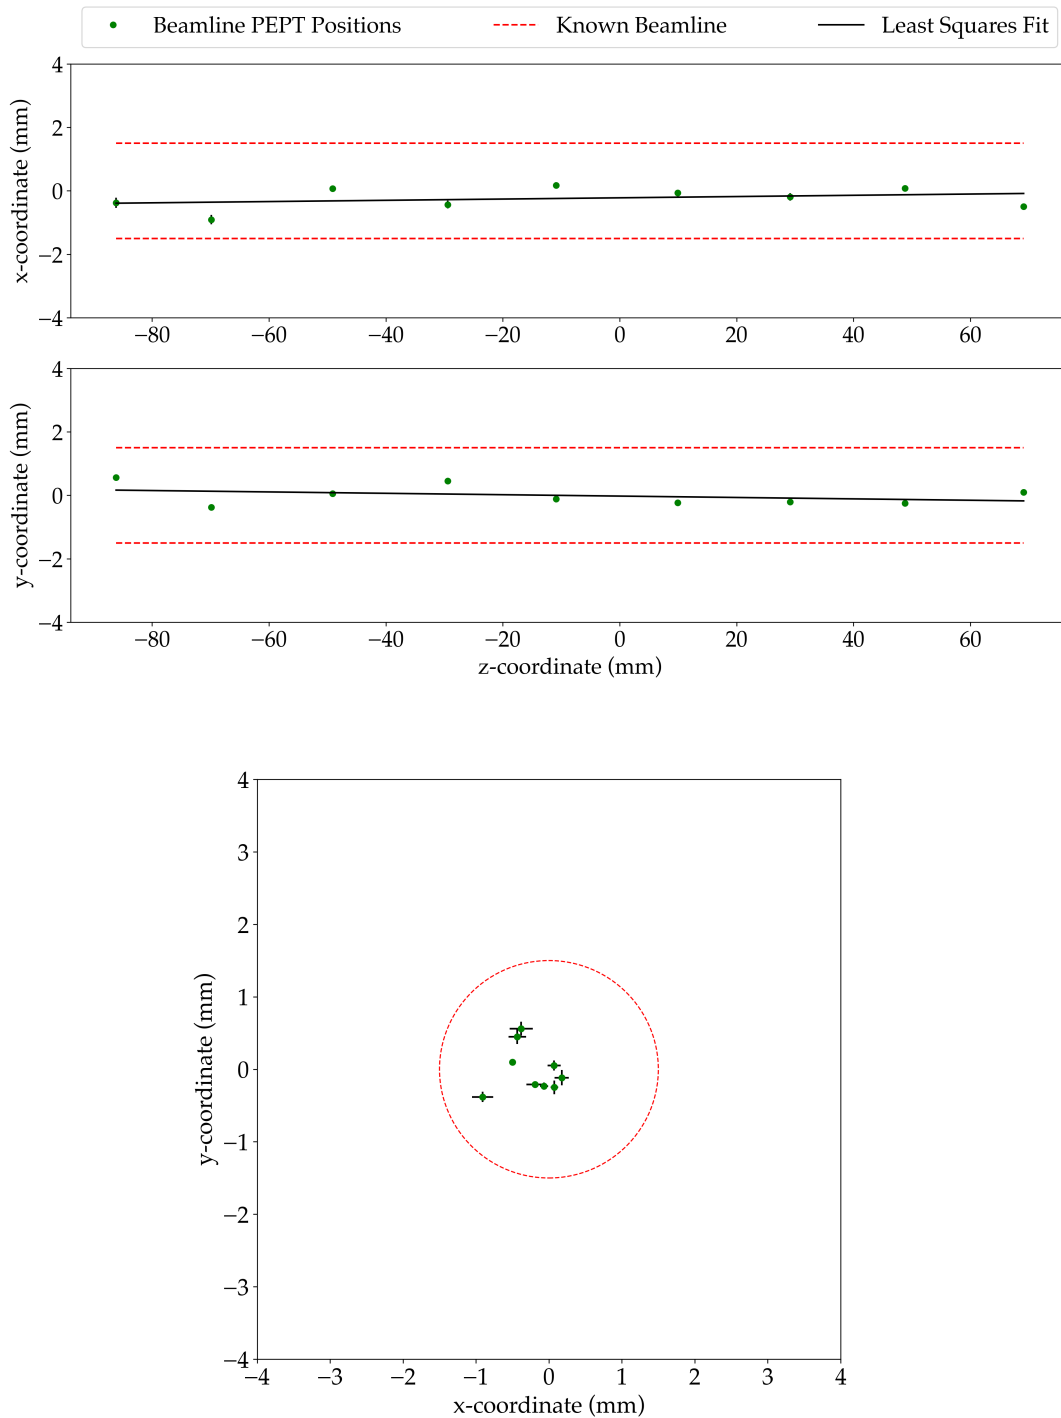 Beamline PEPT Positions Known Beamline Least Squares Fit
4
2
0
−2
−4
x-coordinate (mm)
−80 −60 −40 −20 0 20 40 60
4
2
0
−2
−4
y-coordinate (mm)
−80 −60 −40 −20 0 20 40 60
z-coordinate (mm)
4
3
2
1
0
−1
−2
−3
−4
y-coordinate (mm)
−4 −3 −2 −1 0 1 2 3 4
x-coordinate (mm)